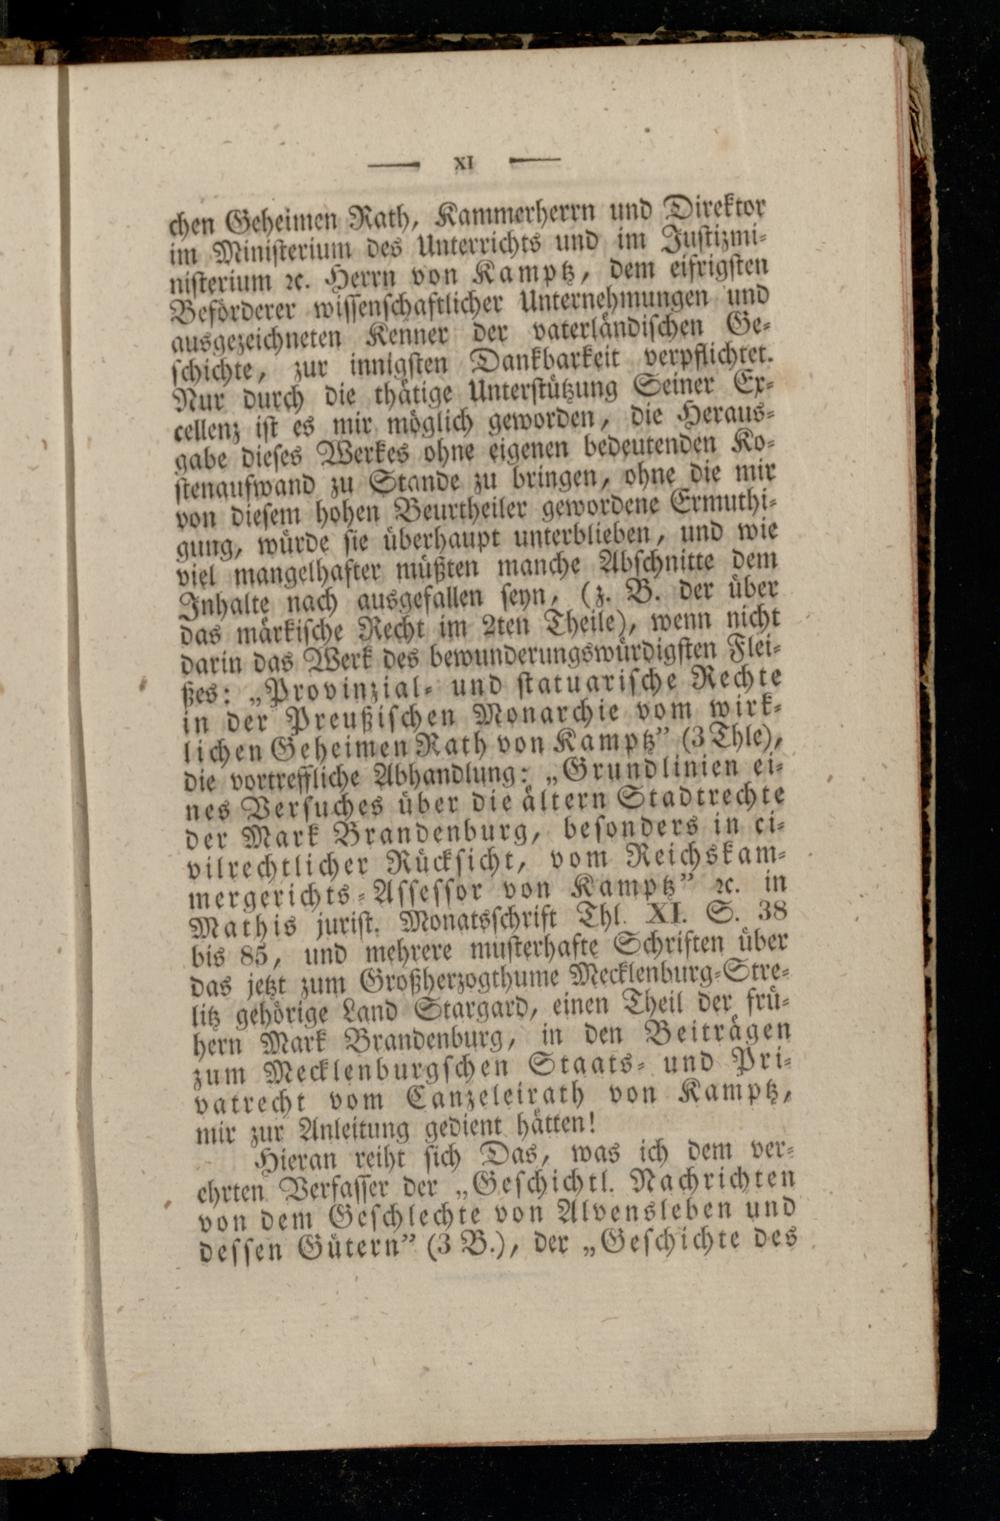 XI
chen Geheimen Rath, Kammerherrn und Direktor
im Ministerium des Unterrichts und im Justizmi-
nisterium ꝛc. Herrn von Kamptz, dem eifrigsten
Beförderer wissenschaftlicher Unternehmungen und
ausgezeichneten Kenner der vaterländischen Ge-
schichte, zur innigsten Dankbarkeit verpflichtet.
Nur durch die thätige Unterstützung Seiner Ex-
cellenz ist es mir möglich geworden, die Heraus-
gabe dieses Werkes ohne eigenen bedeutenden Ko-
stenaufwand zu Stande zu bringen, ohne die mir
von diesem hohen Beurtheiler gewordene Ermuthi-
gung, würde sie überhaupt unterblieben, und wie
viel mangelhafter müßten manche Abschnitte dem
Inhalte nach ausgefallen seyn, (z. B. der über
das märkische Recht im 2ten Theile), wenn nicht
darin das Werk des bewunderungswürdigsten Flei-
ßes: „Provinzial- und statuarische Rechte
in der Preußischen Monarchie vom wirk-
lichen Geheimen Rath von Kamptz” (3 Thle),
die vortreffliche Abhandlung: „Grundlinien ei-
nes Versuches über die ältern Stadtrechte
der Mark Brandenburg, besonders in ci-
vilrechtlicher Rücksicht, vom Reichskam-
mergerichts-Assessor von Kamptz” ꝛc. in
Mathis jurist. Monatsschrift Thl. XI. S. 38
bis 85, und mehrere musterhafte Schriften über
das jetzt zum Großherzogthume Mecklenburg-Stre-
litz gehörige Land Stargard, einen Theil der frü-
hern Mark Brandenburg, in den Beiträgen
zum Mecklenburgschen Staats- und Pri-
vatrecht vom Canzeleirath von Kamptz,
mir zur Anleitung gedient hätten!
Hieran reiht sich Das, was ich dem ver-
ehrten Verfasser der „Geschichtl. Nachrichten
von dem Geschlechte von Alvensleben und
dessen Gütern” (3 B.), der „Geschichte des